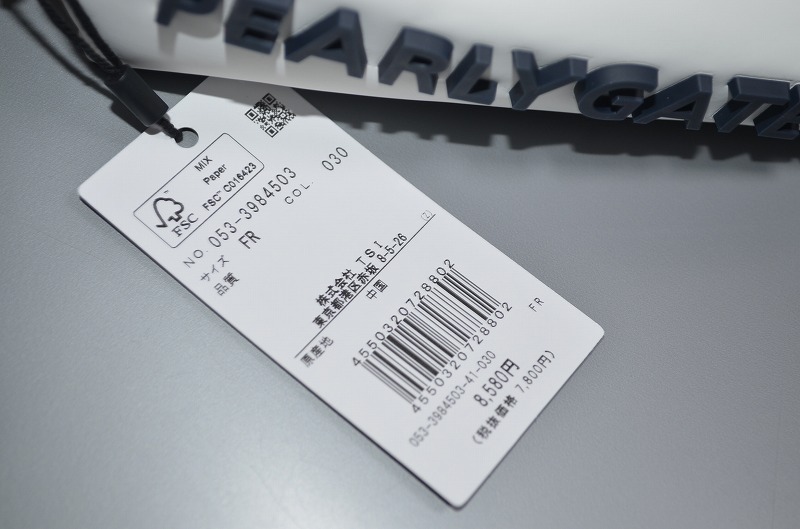 PEARLYGATE
MIX
Paper
FSC™ C016423
FSC
NO. 053-3984503 COL. 030
サイズ FR
品質
株式会社 TSI
東京都港区赤坂 8-5-26
原産地 中国
4550320728802
4550320728802
053-3984503-41-030 FR
8,580円
(税抜価格 7,800円)